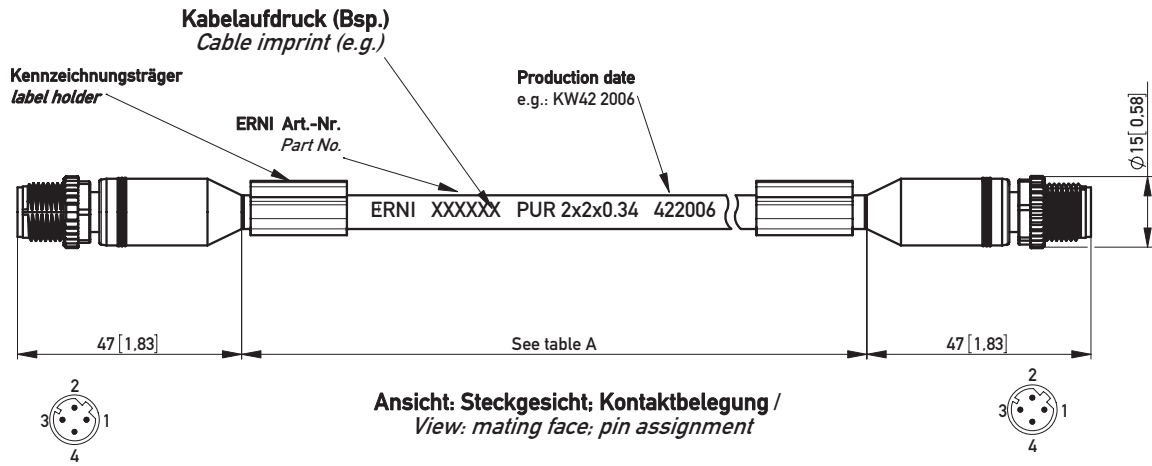 Kabelaufdruck (Bsp.)
Cable imprint (e.g.)
Kennzeichnungsträger
label holder
Production date
e.g.: KW42 2006
ERNI Art.-Nr.
Part No.
⌀15[0.58]
ERNI XXXXXX PUR 2x2x0.34 422006
47 [1,83]
See table A
47 [1,83]
Ansicht: Steckgesicht; Kontaktbelegung /
View: mating face; pin assignment
2
3
1
4
2
3
1
4